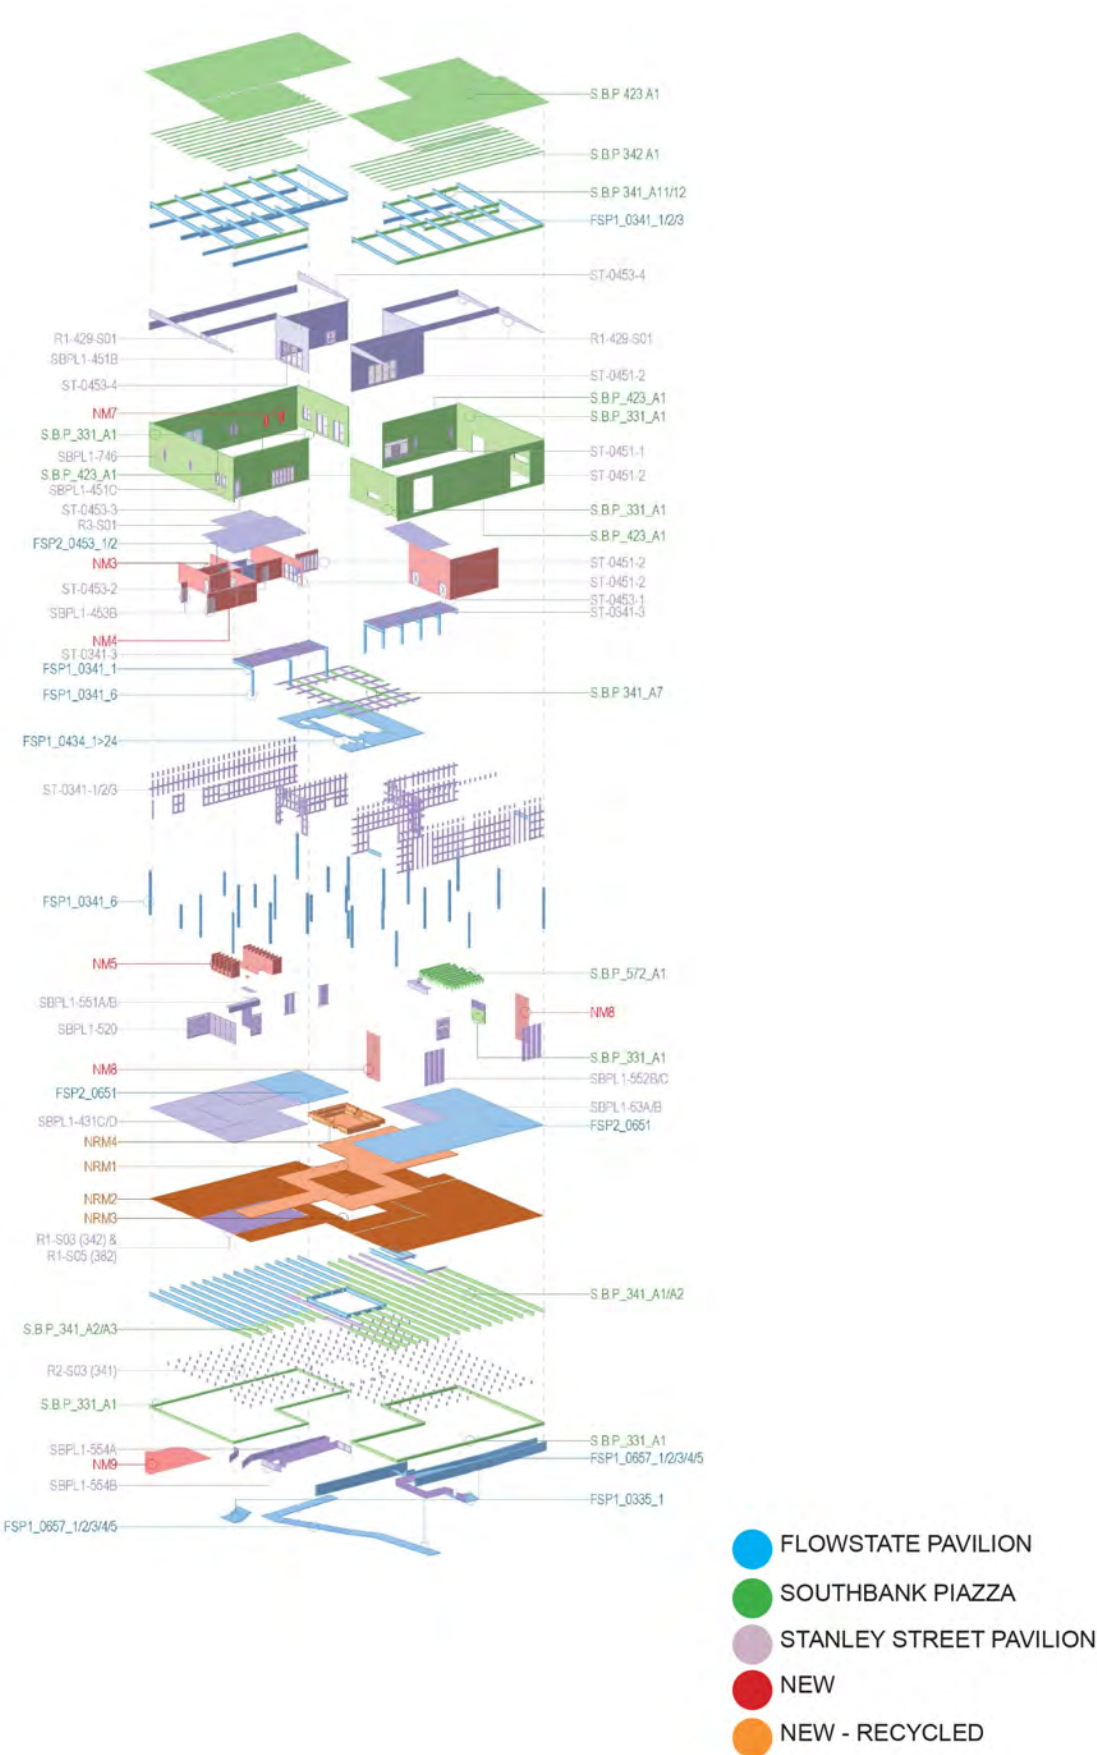 S.B.P 423 A1
S.B.P 342 A1
S.B.P 341_A11/12
FSP1_0341_1/2/3
ST-0453-4
R1-429-S01
R1-429-S01
SBPL1-451B
ST-0451-2
ST-0453-4
S.B.P_423_A1
NM7
S.B.P_331_A1
S.B.P_331_A1
SBPL1-746
ST-0451-1
S.B.P_423_A1
ST-0451-2
SBPL1-451C
ST-0453-3
S.B.P_331_A1
R3-S01
S.B.P_423_A1
FSP2_0453_1/2
NM3
ST-0451-2
ST-0453-2
ST-0451-2
ST-0453-1
SBPL1-453B
ST-0341-3
NM4
ST-0341-3
FSP1_0341_1
FSP1_0341_6
S.B.P 341_A7
FSP1_0434_1>24
ST-0341-1/2/3
FSP1_0341_6
NM5
S.B.P_572_A1
SBPL1-551A/B
NM8
SBPL1-520
S.B.P_331_A1
NM8
SBPL1-552B/C
FSP2_0651
SBPL1-63A/B
SBPL1-431C/D
FSP2_0651
NRM4
NRM1
NRM2
NRM3
R1-S03 (342) &
R1-S05 (382)
S.B.P_341_A1/A2
S.B.P_341_A2/A3
R2-S03 (341)
S.B.P_331_A1
S.B.P_331_A1
SBPL1-554A
FSP1_0657_1/2/3/4/5
NM9
SBPL1-554B
FSP1_0335_1
FSP1_0657_1/2/3/4/5
FLOWSTATE PAVILION
SOUTHBANK PIAZZA
STANLEY STREET PAVILION
NEW
NEW - RECYCLED